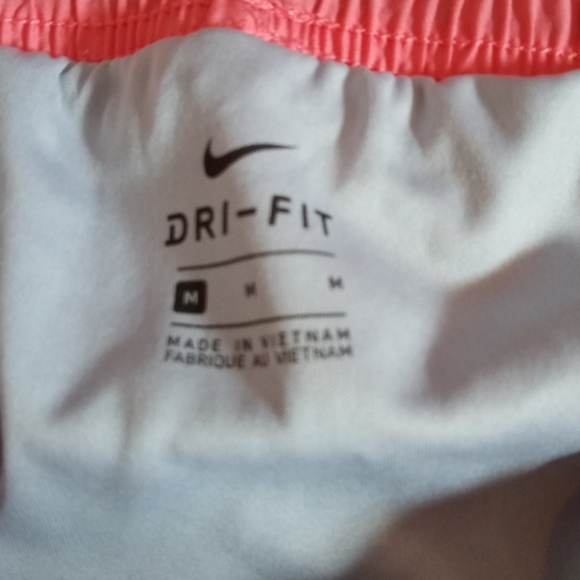 DRI-FIT
M M M
MADE IN VIETNAM
FABRIQUE AU VIETNAM